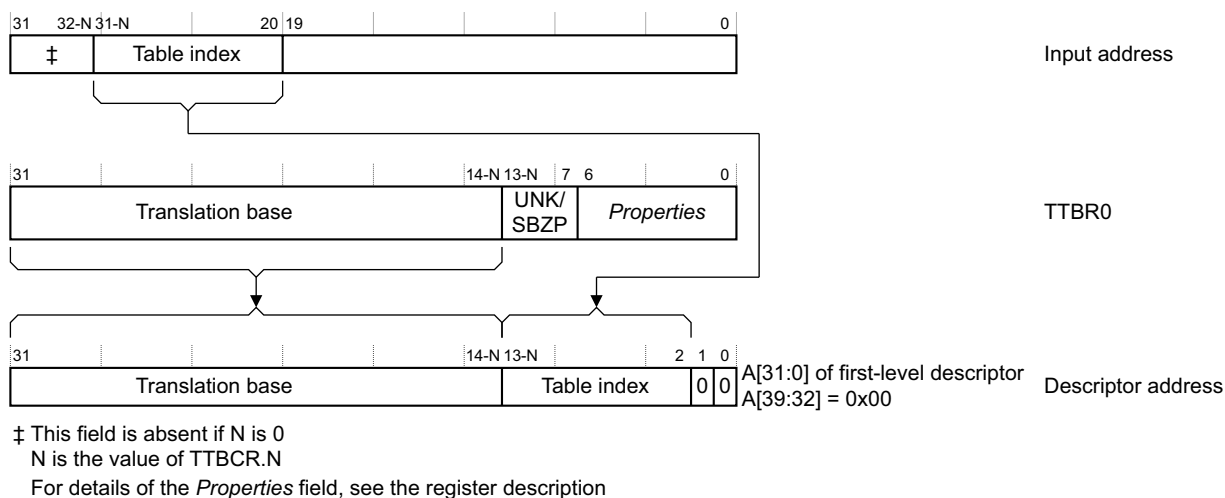 31 32-N 31-N 20 19 0
‡ Table index Input address
31 14-N 13-N 7 6 0
Translation base UNK/ Properties TTBR0
SBZP
31 14-N 13-N 2 1 0
Translation base Table index 0 0 A[31:0] of first-level descriptor Descriptor address
A[39:32] = 0x00
‡ This field is absent if N is 0
N is the value of TTBCR.N
For details of the Properties field, see the register description